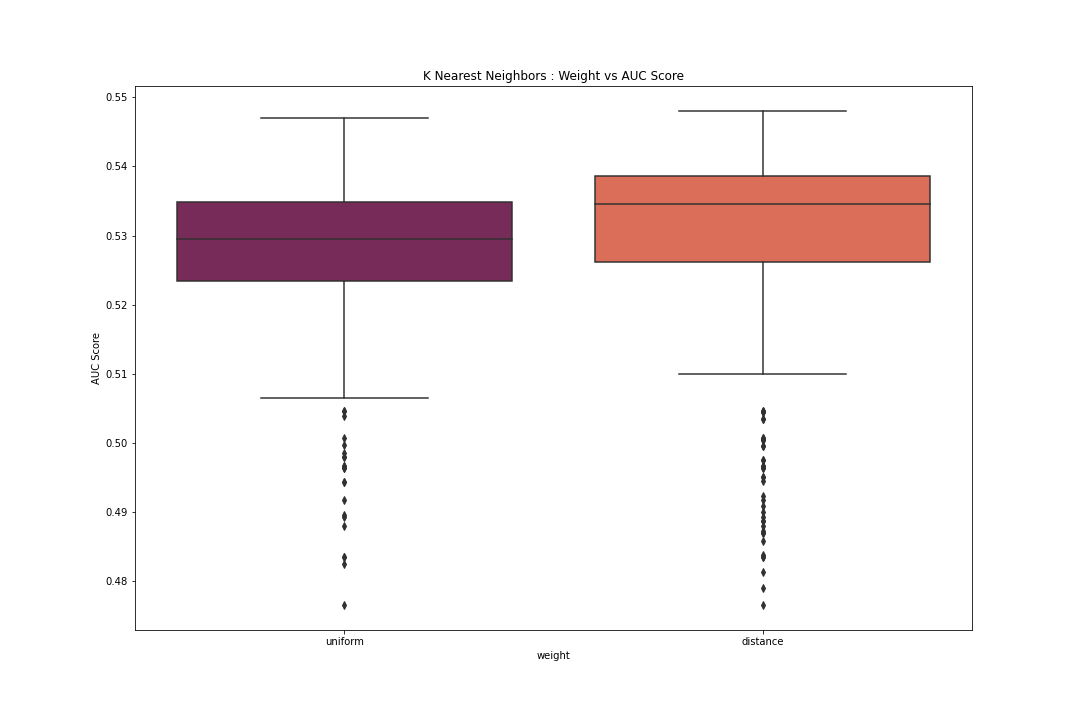 K Nearest Neighbors : Weight vs AUC Score
0.55
0.54
0.53
0.52
0.51
0.50
0.49
0.48
AUC Score
uniform
distance
weight